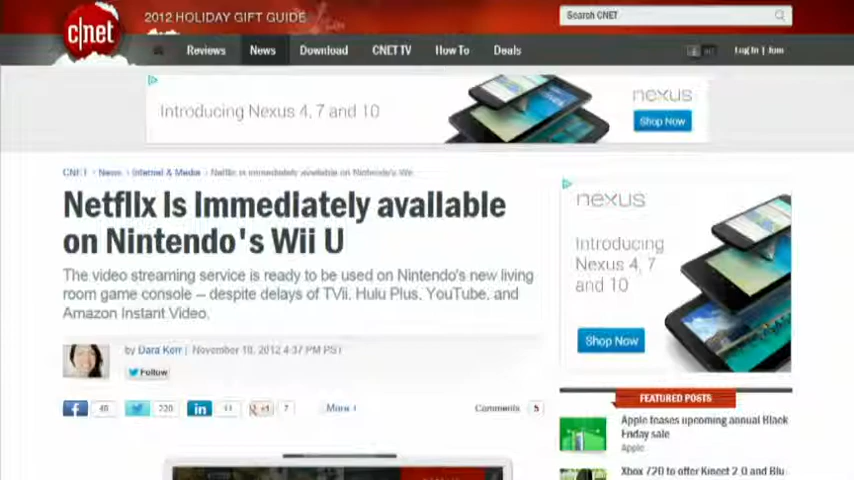 c|net
2012 HOLIDAY GIFT GUIDE
Search CNET
Reviews
News
Download
CNET TV
How To
Deals
Log In | Join
Introducing Nexus 4, 7 and 10
nexus
Shop Now
CNET › News › Internet & Media › Netflix is immediately available on Nintendo's Wii
Netflix is immediately available
on Nintendo's Wii U
The video streaming service is ready to be used on Nintendo's new living
room game console -- despite delays of TVii, Hulu Plus, YouTube, and
Amazon Instant Video.
by Dara Kerr | November 18, 2012 4:37 PM PST
Follow
220
in
11
g +1
7
More +
Comments
5
nexus
Introducing
Nexus 4, 7
and 10
Shop Now
FEATURED POSTS
Apple teases upcoming annual Black
Friday sale
Apple
Xbox 720 to offer Kinect 2.0 and Blu-